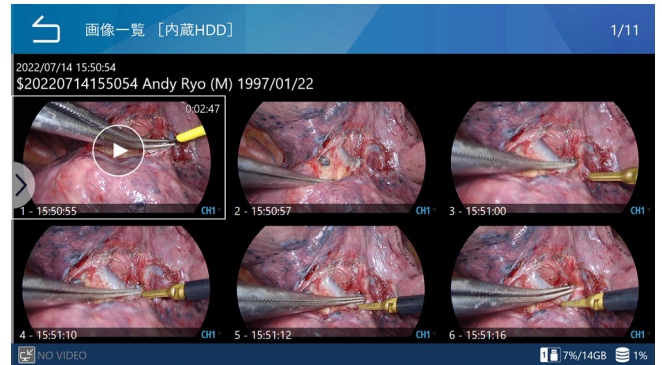 画像一覧 [内蔵HDD]
1/11
2022/07/14 15:50:54
$20220714155054 Andy Ryo (M) 1997/01/22
0:02:47
1 - 15:50:55 CH1
2 - 15:50:57 CH1
3 - 15:51:00 CH1
4 - 15:51:10 CH1
5 - 15:51:12 CH1
6 - 15:51:16 CH1
NO VIDEO
1 7%/14GB 1%